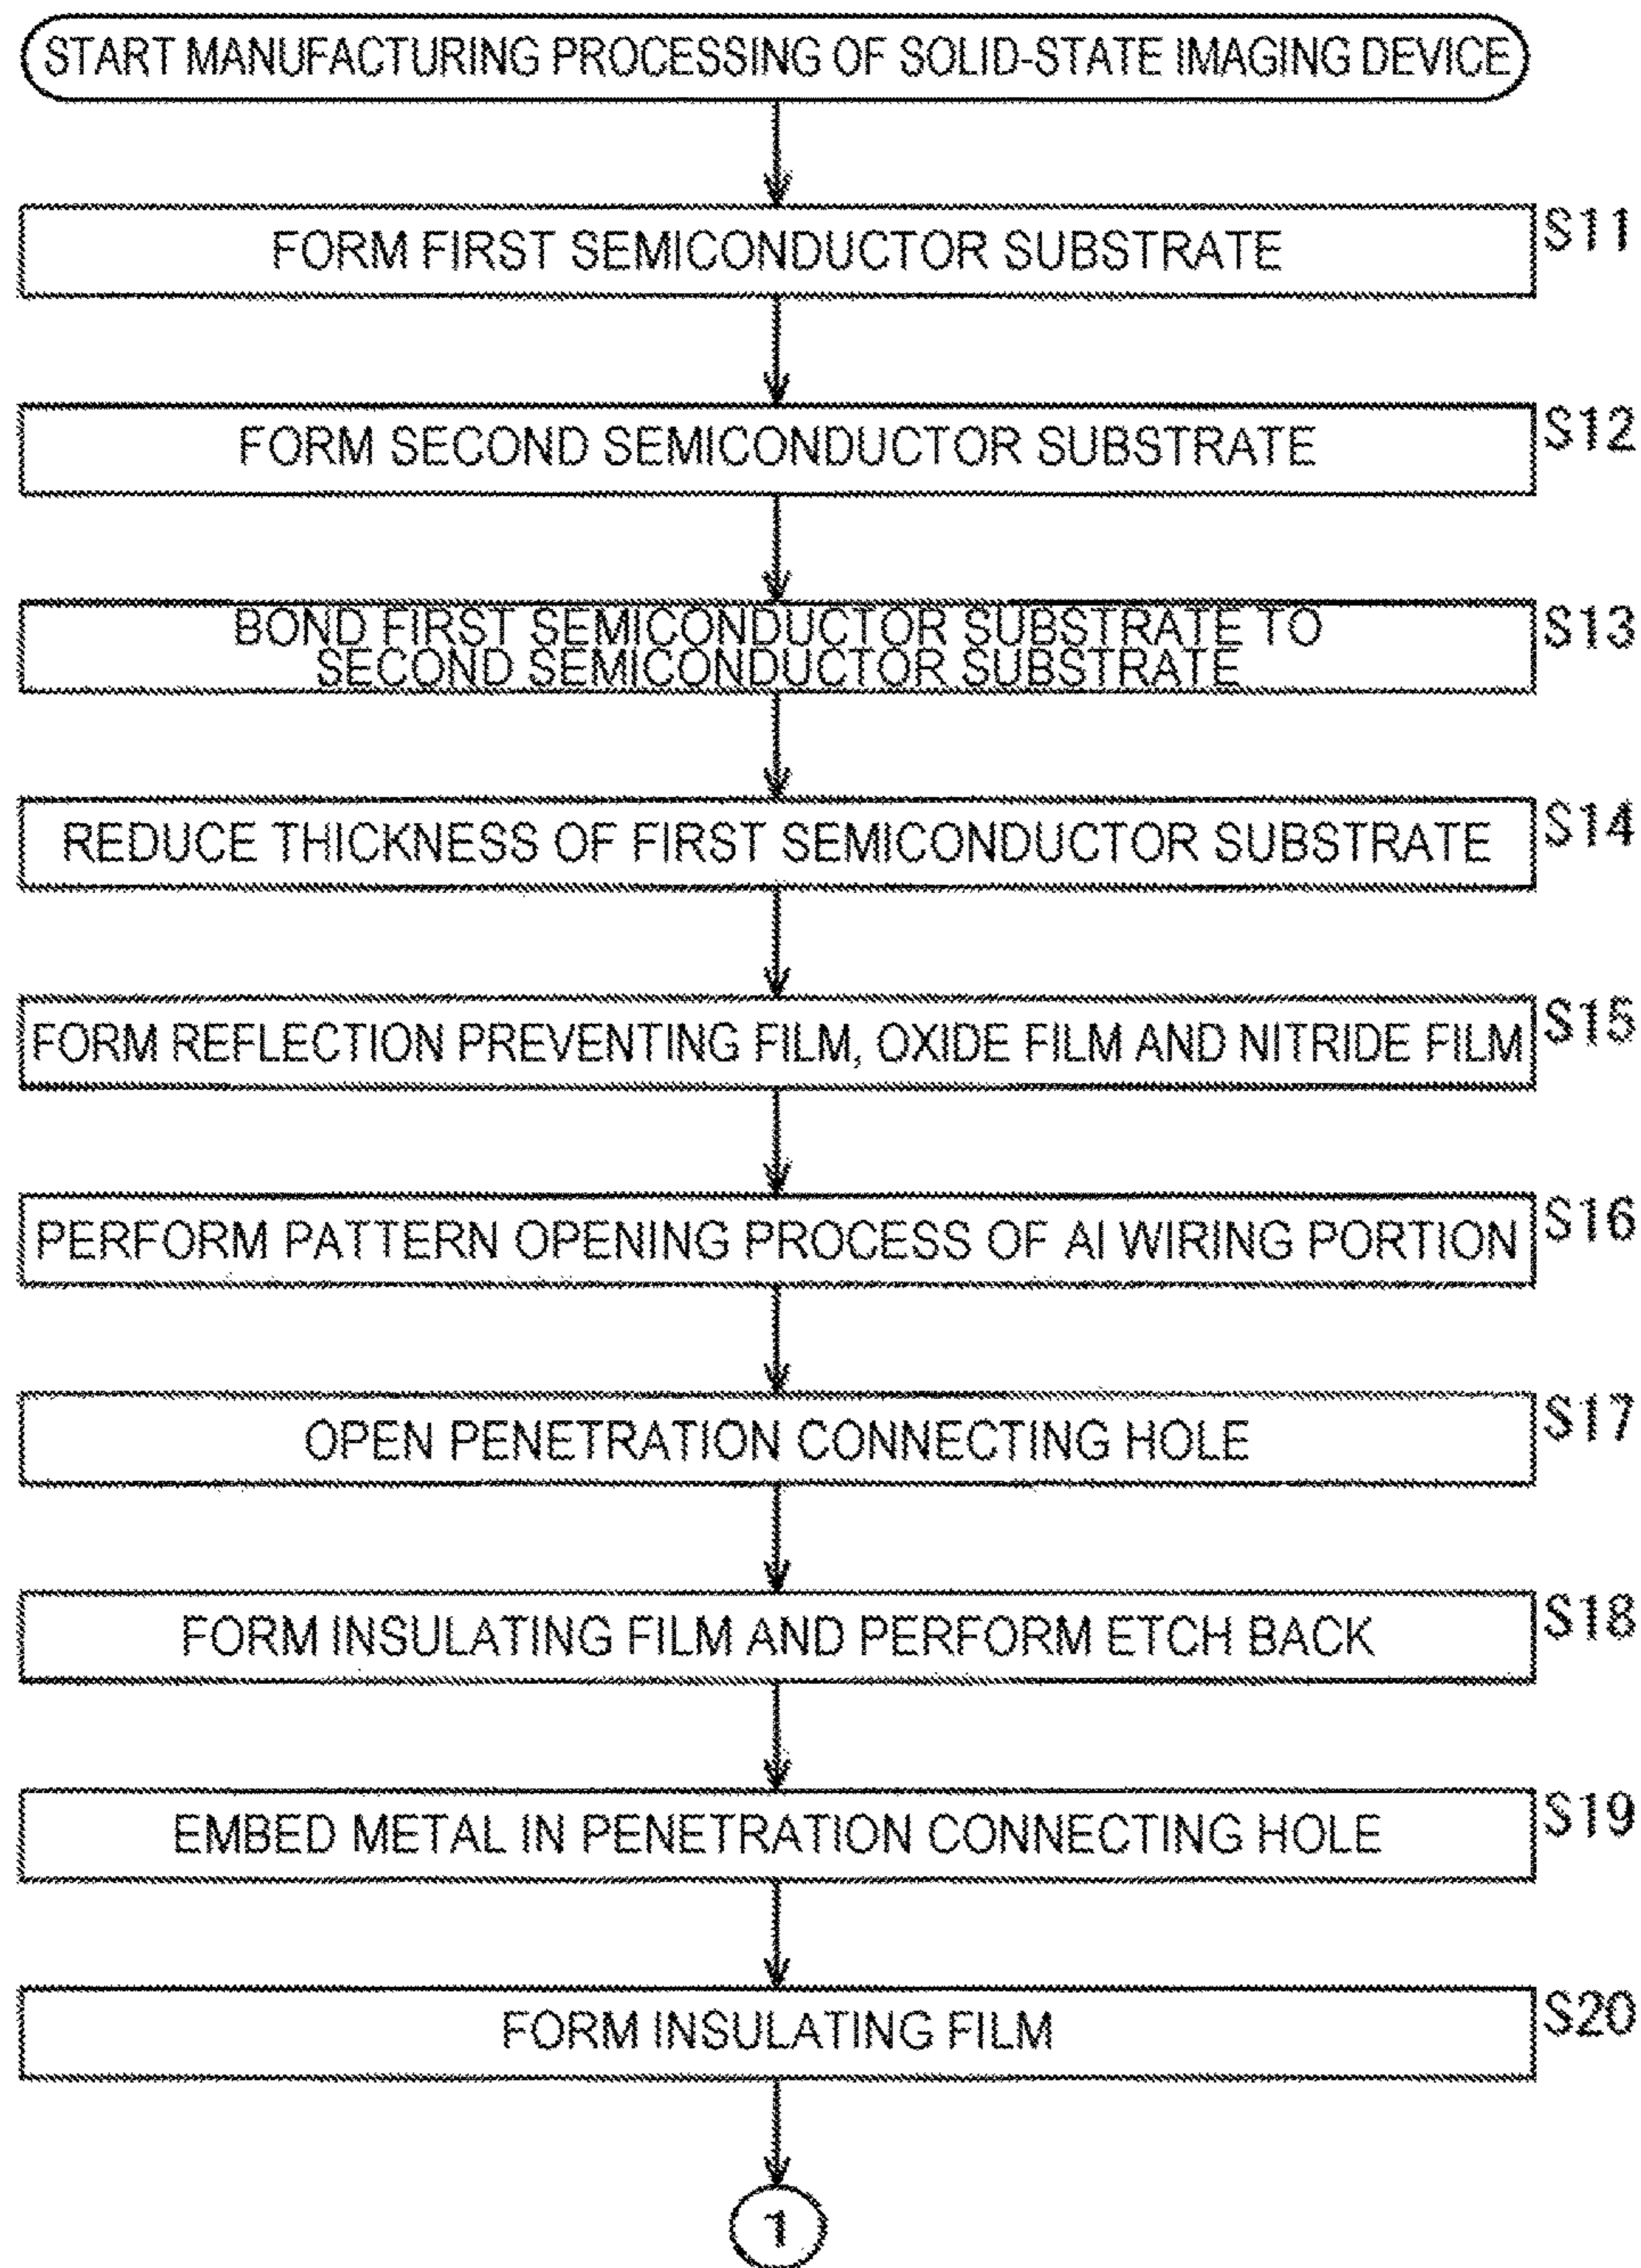 START MANUFACTURING PROCESSING OF SOLID-STATE IMAGING DEVICE
FORM FIRST SEMICONDUCTOR SUBSTRATE
S11
FORM SECOND SEMICONDUCTOR SUBSTRATE
S12
BOND FIRST SEMICONDUCTOR SUBSTRATE TO
SECOND SEMICONDUCTOR SUBSTRATE
S13
REDUCE THICKNESS OF FIRST SEMICONDUCTOR SUBSTRATE
S14
FORM REFLECTION PREVENTING FILM, OXIDE FILM AND NITRIDE FILM
S15
PERFORM PATTERN OPENING PROCESS OF Al WIRING PORTION
S16
OPEN PENETRATION CONNECTING HOLE
S17
FORM INSULATING FILM AND PERFORM ETCH BACK
S18
EMBED METAL IN PENETRATION CONNECTING HOLE
S19
FORM INSULATING FILM
S20
1